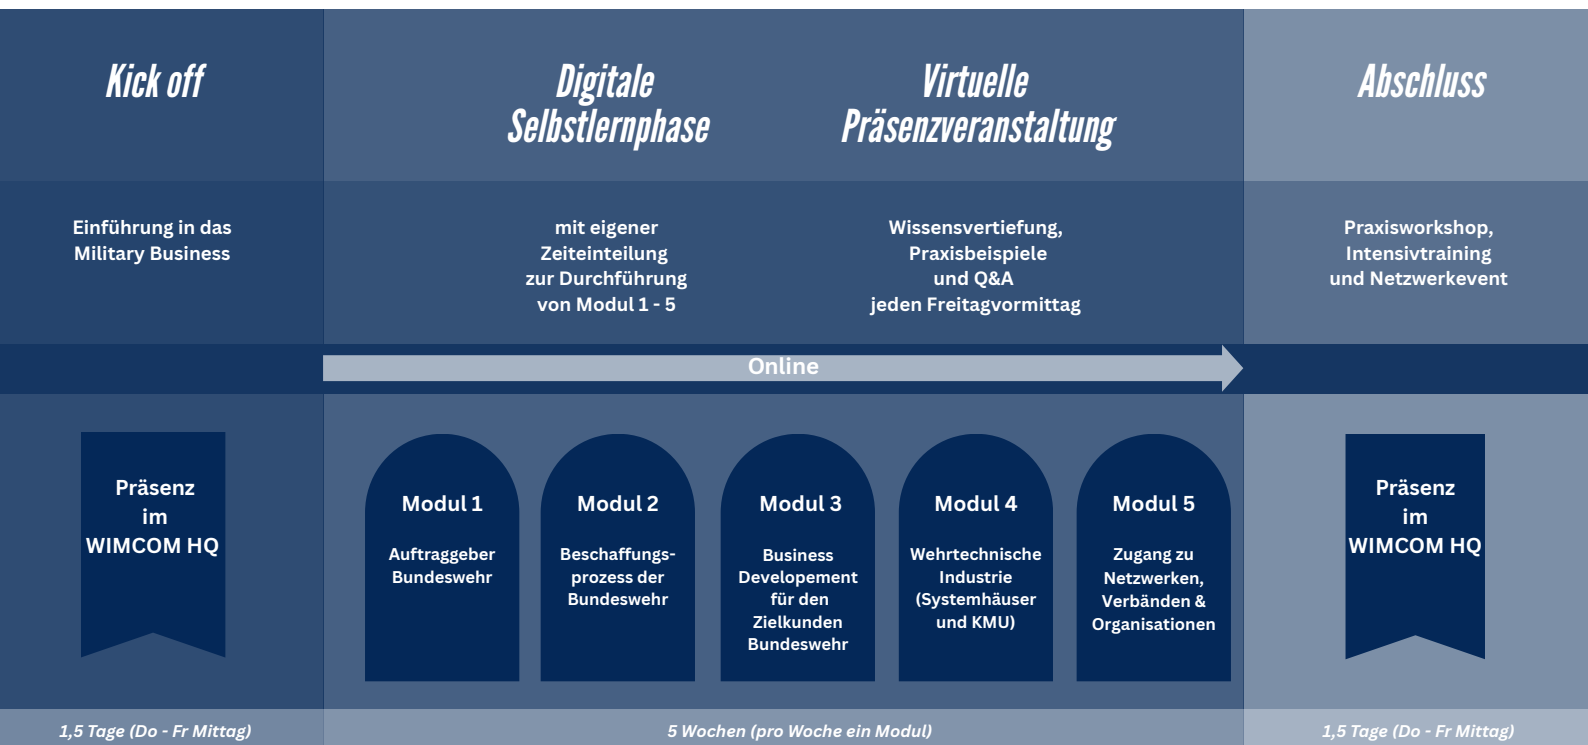 Kick off
Digitale
Selbstlernphase
Virtuelle
Präsenzveranstaltung
Abschluss
Einführung in das
Military Business
mit eigener
Zeiteinteilung
zur Durchführung
von Modul 1 - 5
Wissensvertiefung,
Praxisbeispiele
und Q&A
jeden Freitagvormittag
Praxisworkshop,
Intensivtraining
und Netzwerkevent
Online
Präsenz
im
WIMCOM HQ
Modul 1
Auftraggeber
Bundeswehr
Modul 2
Beschaffungs-
prozess der
Bundeswehr
Modul 3
Business
Developement
für den
Zielkunden
Bundeswehr
Modul 4
Wehrtechnische
Industrie
(Systemhäuser
und KMU)
Modul 5
Zugang zu
Netzwerken,
Verbänden &
Organisationen
Präsenz
im
WIMCOM HQ
1,5 Tage (Do - Fr Mittag)
5 Wochen (pro Woche ein Modul)
1,5 Tage (Do - Fr Mittag)